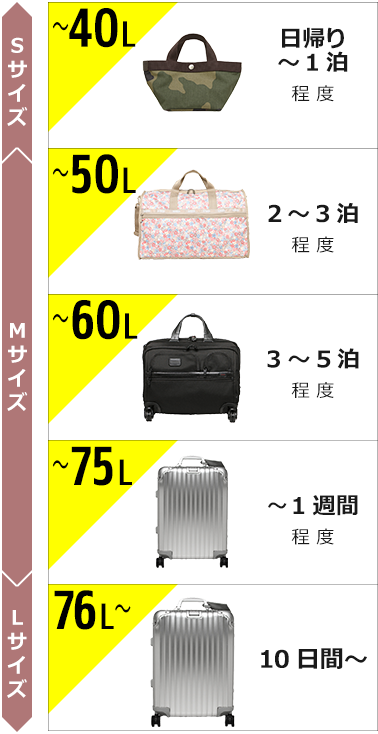 Sサイズ
~40L
日帰り
～1泊
程度
Mサイズ
~50L
2～3泊
程度
~60L
3～5泊
程度
~75L
～1週間
程度
Lサイズ
76L~
10日間～